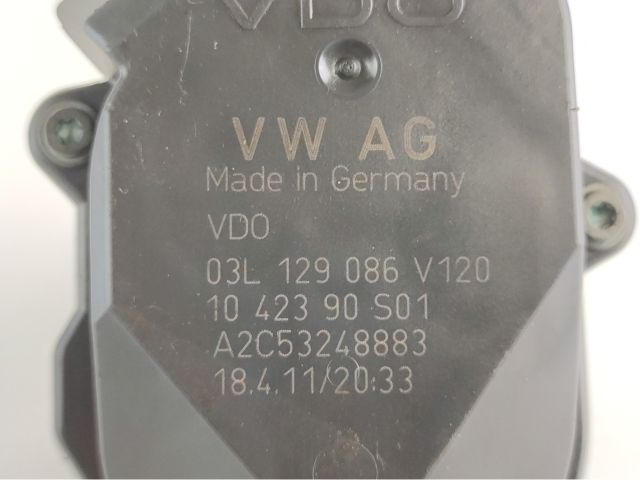 VDO
VW AG
Made in Germany
VDO
03L 129 086 V120
10 423 90 S01
A2C53248883
18.4.11/20:33